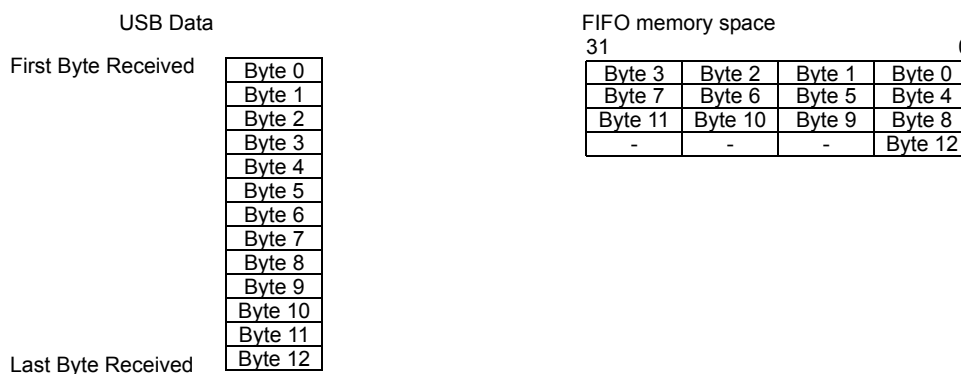 USB Data
First Byte Received
Byte 0
Byte 1
Byte 2
Byte 3
Byte 4
Byte 5
Byte 6
Byte 7
Byte 8
Byte 9
Byte 10
Byte 11
Byte 12
Last Byte Received
FIFO memory space
31
Byte 3 Byte 2 Byte 1 Byte 0
Byte 7 Byte 6 Byte 5 Byte 4
Byte 11 Byte 10 Byte 9 Byte 8
- - - Byte 12